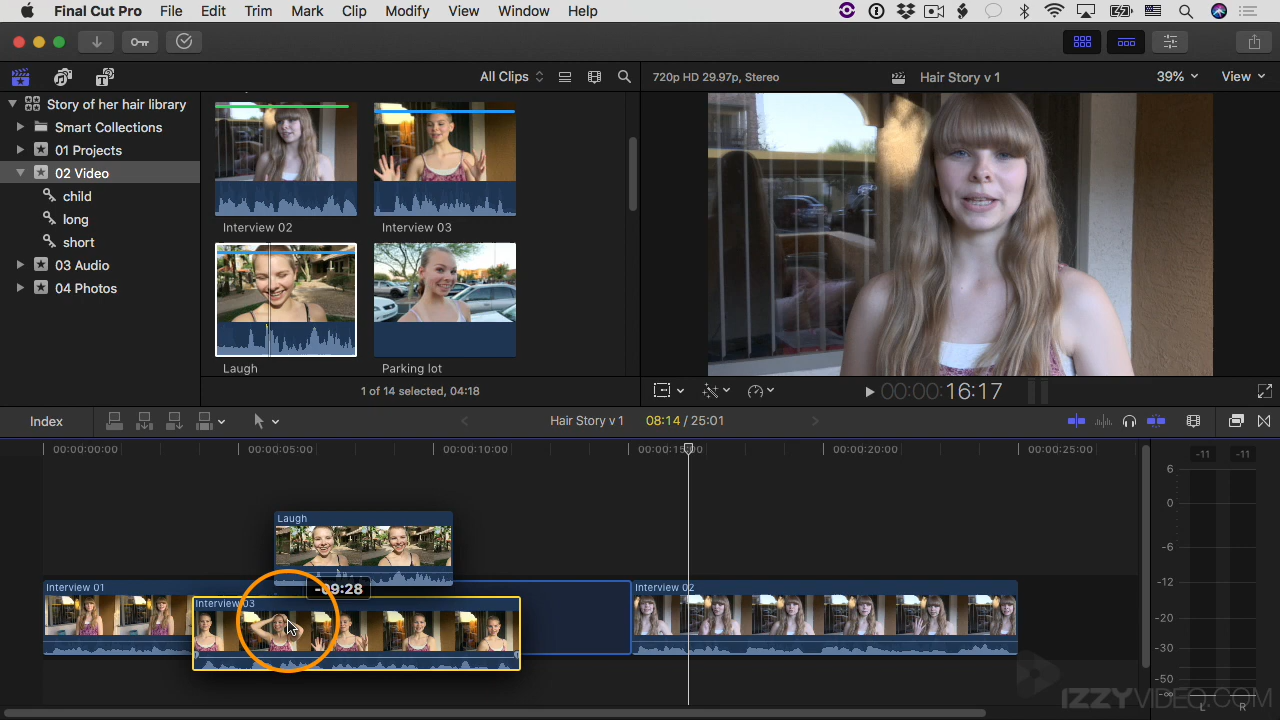 Final Cut Pro File Edit Trim Mark Clip Modify View Window Help
All Clips
720p HD 29.97p, Stereo Hair Story v 1 39% View
Story of her hair library
Smart Collections
01 Projects
02 Video
child
long
short
03 Audio
04 Photos
Interview 02 Interview 03
Laugh Parking lot
1 of 14 selected, 04:18
00:00:16:17
Index Hair Story v 1 08:14 / 25:01
00:00:00:00 00:00:05:00 00:00:10:00 00:00:15:00 00:00:20:00 00:00:25:00
-11 -11
6
0
-6
-12
-20
-30
-50
-∞
L R
Laugh
Interview 01 -09:28 Interview 02
Interview 03
IZZYVIDEO.COM